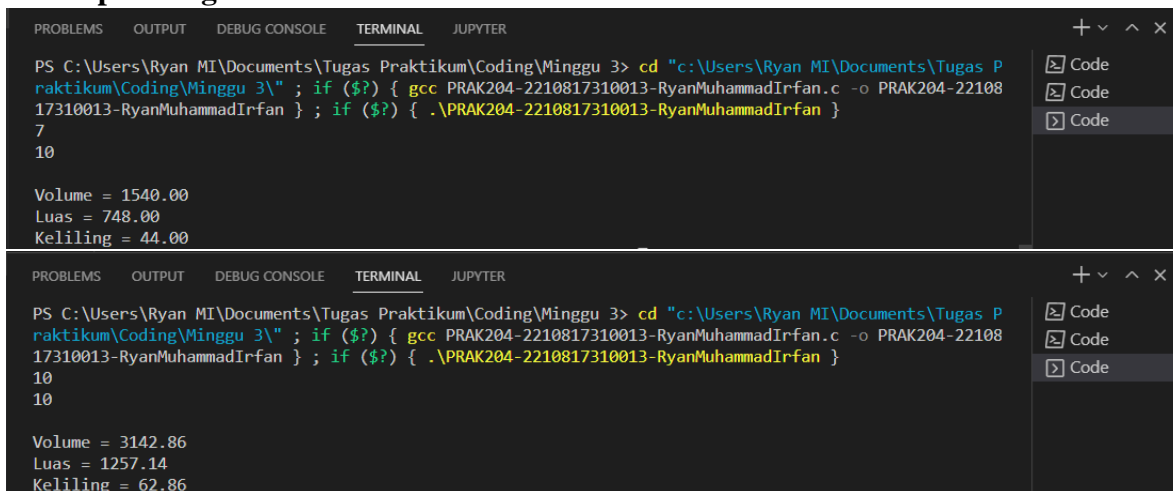 PROBLEMS OUTPUT DEBUG CONSOLE TERMINAL JUPYTER
PS C:\Users\Ryan MI\Documents\Tugas Praktikum\Coding\Minggu 3> cd "c:\Users\Ryan MI\Documents\Tugas P
raktikum\Coding\Minggu 3\" ; if ($?) { gcc PRAK204-2210817310013-RyanMuhammadIrfan.c -o PRAK204-22108
17310013-RyanMuhammadIrfan } ; if ($?) { .\PRAK204-2210817310013-RyanMuhammadIrfan }
7
10
Volume = 1540.00
Luas = 748.00
Keliling = 44.00
Code
Code
Code
PROBLEMS OUTPUT DEBUG CONSOLE TERMINAL JUPYTER
PS C:\Users\Ryan MI\Documents\Tugas Praktikum\Coding\Minggu 3> cd "c:\Users\Ryan MI\Documents\Tugas P
raktikum\Coding\Minggu 3\" ; if ($?) { gcc PRAK204-2210817310013-RyanMuhammadIrfan.c -o PRAK204-22108
17310013-RyanMuhammadIrfan } ; if ($?) { .\PRAK204-2210817310013-RyanMuhammadIrfan }
10
10
Volume = 3142.86
Luas = 1257.14
Keliling = 62.86
Code
Code
Code